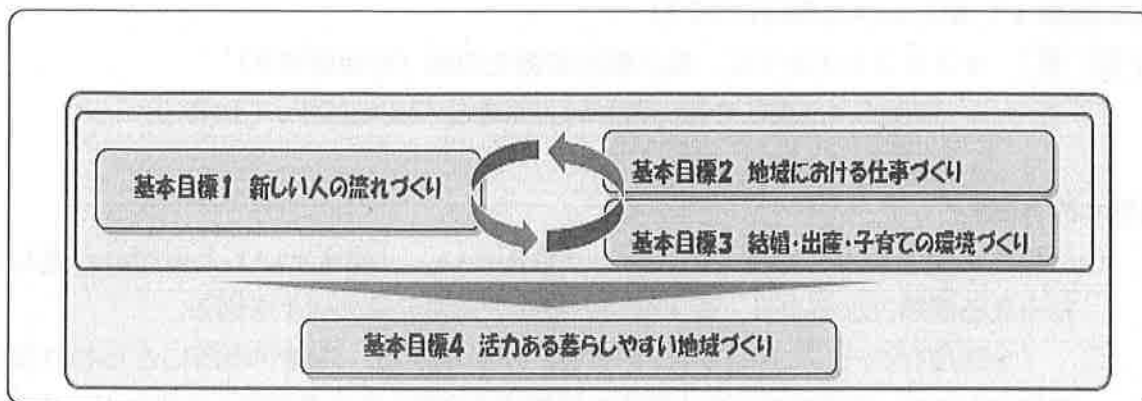 基本目標1 新しい人の流れづくり
基本目標2 地域における仕事づくり
基本目標3 結婚・出産・子育ての環境づくり
基本目標4 活力ある暮らしやすい地域づくり